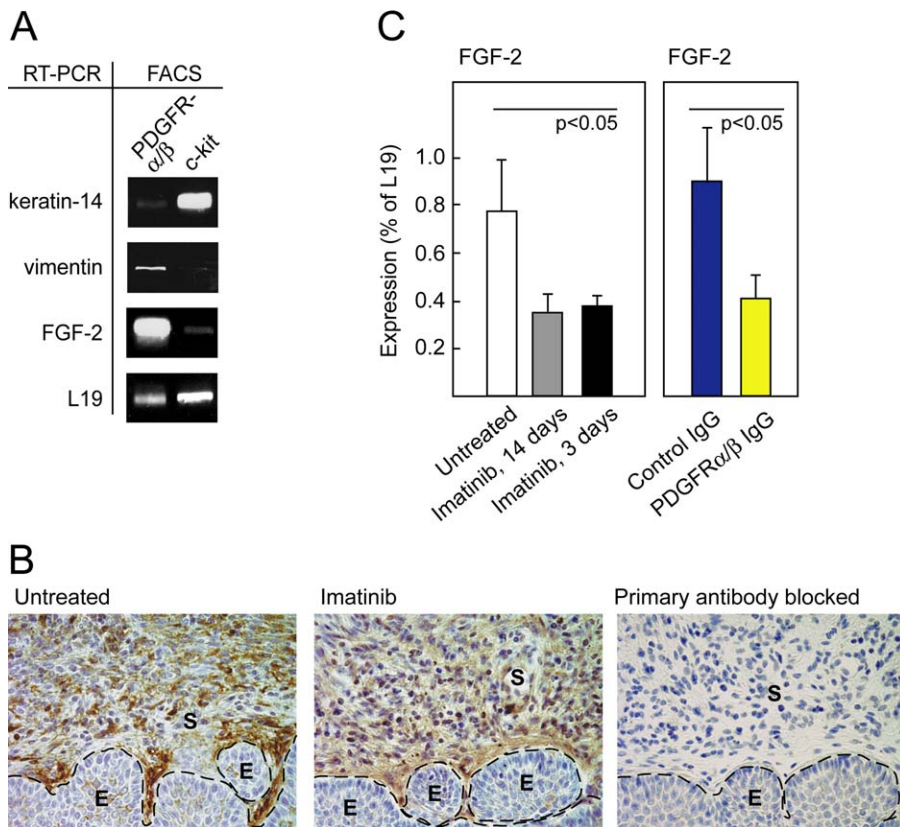 A
RT-PCR FACS
PDGFR-
α/β
c-kit
keratin-14
vimentin
FGF-2
L19
C
FGF-2
p<0.05
Expression (% of L19)
1.0
0.8
0.6
0.4
0.2
Untreated
Imatinib, 14 days
Imatinib, 3 days
FGF-2
p<0.05
Control IgG
PDGFRα/β IgG
B
Untreated
S
E
E
Imatinib
S
E
E
E
Primary antibody blocked
S
E
E